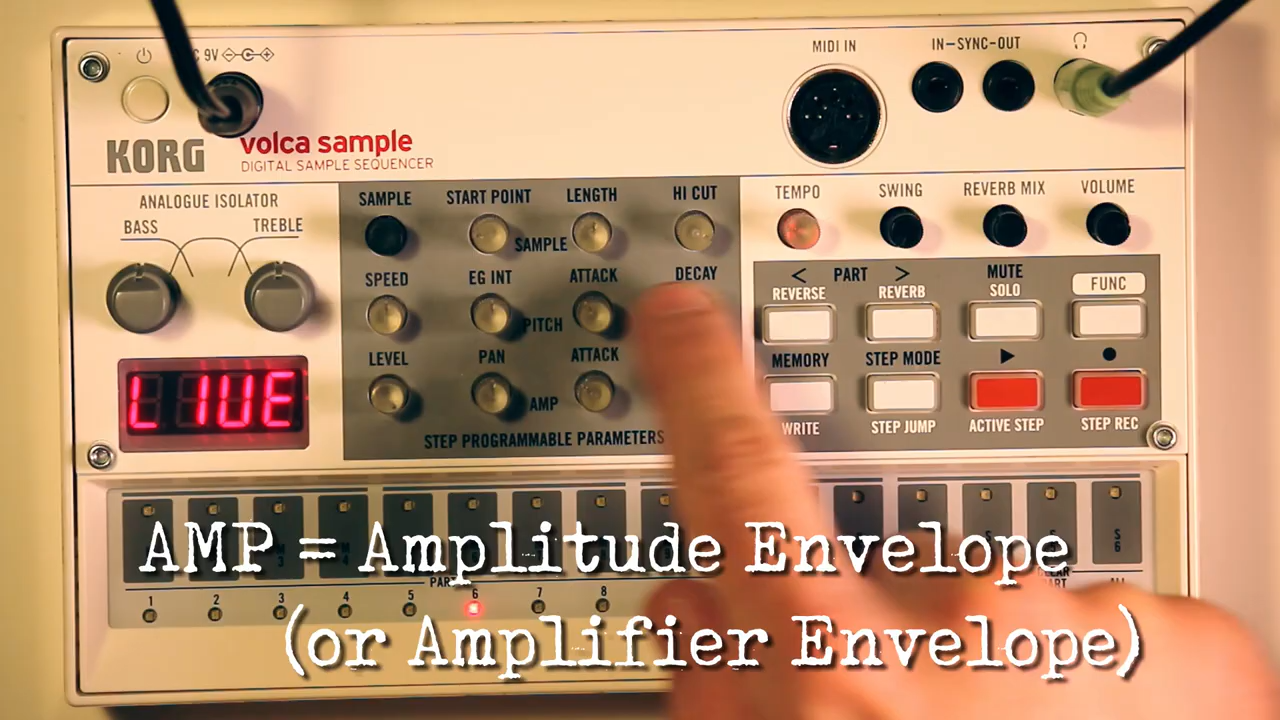 C 9V
MIDI IN
IN-SYNC-OUT
KORG
volca sample
DIGITAL SAMPLE SEQUENCER
ANALOGUE ISOLATOR
BASS
TREBLE
SAMPLE
START POINT
LENGTH
HI CUT
SAMPLE
SPEED
EG INT
ATTACK
DECAY
PITCH
LEVEL
PAN
ATTACK
AMP
STEP PROGRAMMABLE PARAMETERS
L IUE
TEMPO
SWING
REVERB MIX
VOLUME
< PART >
REVERSE
REVERB
MUTE
SOLO
FUNC
MEMORY
STEP MODE
WRITE
STEP JUMP
ACTIVE STEP
STEP REC
AMP = Amplitude Envelope
(or Amplifier Envelope)
1 2 3 4 5 6 7 8